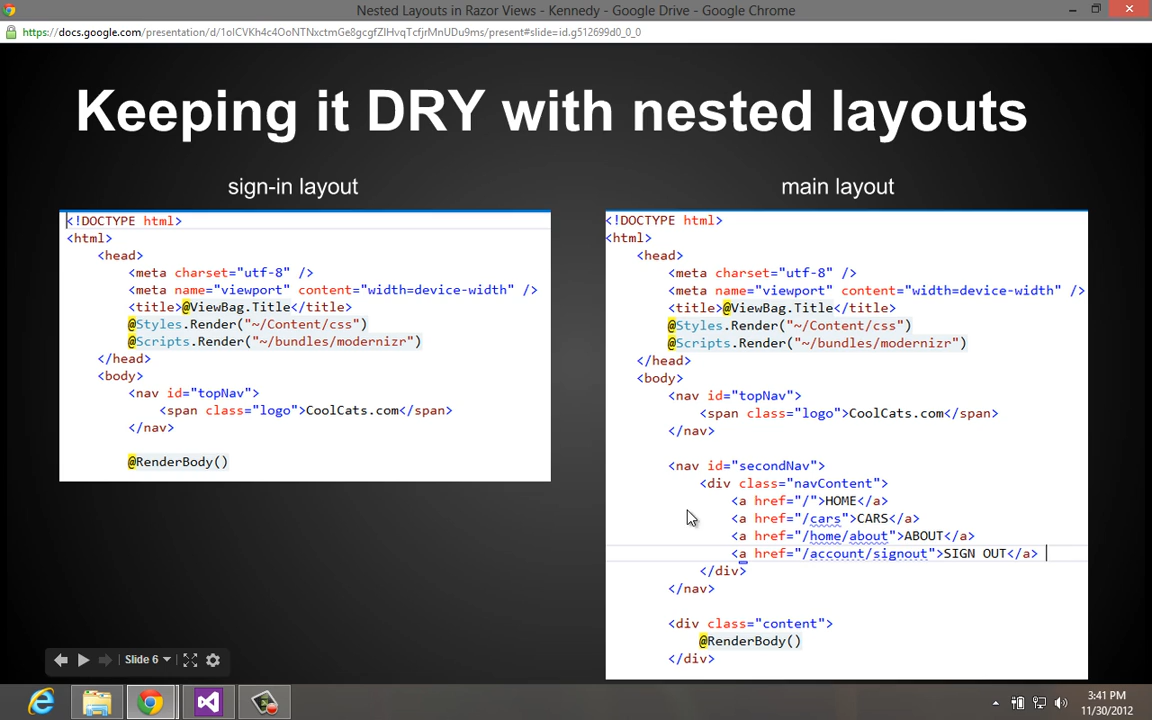 Nested Layouts in Razor Views - Kennedy - Google Drive - Google Chrome
https://docs.google.com/presentation/d/1olCVKh4c4OoNTNxctmGe8gcgfZlHvqTcfjrMnUDu9ms/present#slide=id.g512699d0_0_0
Keeping it DRY with nested layouts
sign-in layout
<!DOCTYPE html>
<html>
<head>
<meta charset="utf-8" />
<meta name="viewport" content="width=device-width" />
<title>@ViewBag.Title</title>
@Styles.Render("~/Content/css")
@Scripts.Render("~/bundles/modernizr")
</head>
<body>
<nav id="topNav">
<span class="logo">CoolCats.com</span>
</nav>
@RenderBody()
main layout
<!DOCTYPE html>
<html>
<head>
<meta charset="utf-8" />
<meta name="viewport" content="width=device-width" />
<title>@ViewBag.Title</title>
@Styles.Render("~/Content/css")
@Scripts.Render("~/bundles/modernizr")
</head>
<body>
<nav id="topNav">
<span class="logo">CoolCats.com</span>
</nav>
<nav id="secondNav">
<div class="navContent">
<a href="/">HOME</a>
<a href="/cars">CARS</a>
<a href="/home/about">ABOUT</a>
<a href="/account/signout">SIGN OUT</a>
</div>
</nav>
<div class="content">
@RenderBody()
</div>
Slide 6
3:41 PM
11/30/2012